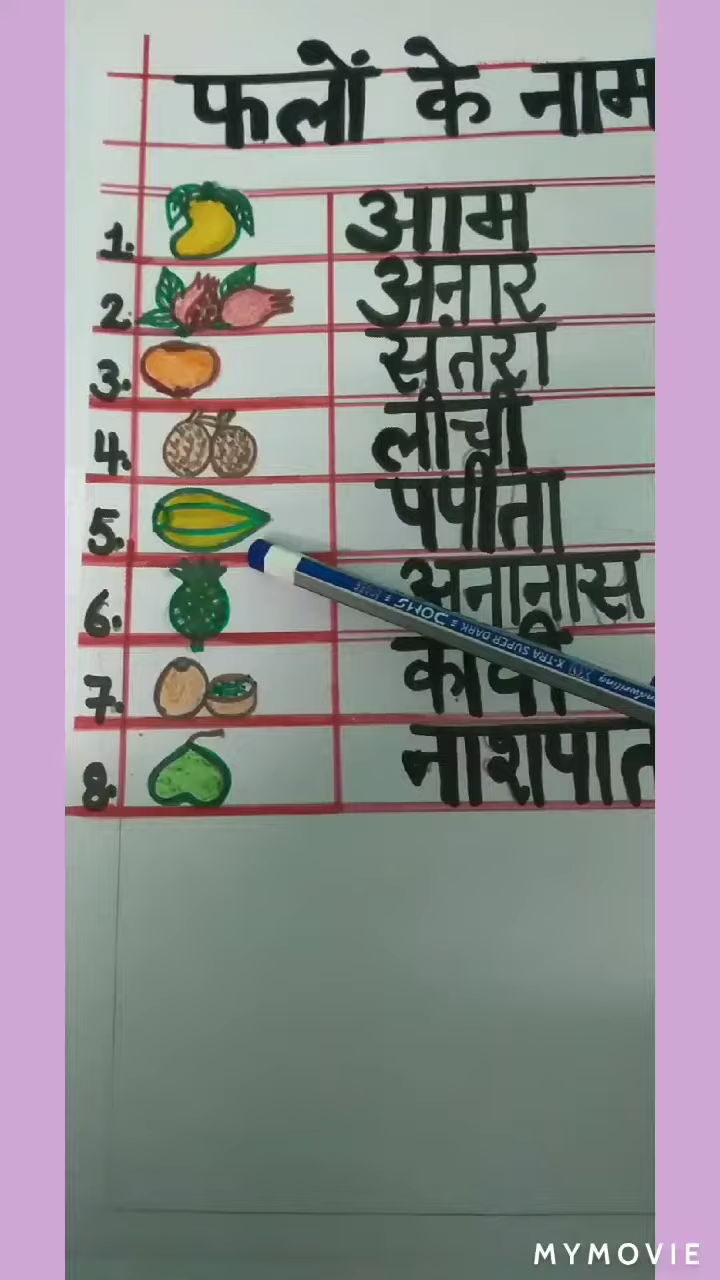 फलों के नाम
1. आम
2. अनार
3. संतरा
4. लीची
5. पपीता
6. अनानास
7. कीवी
8. नाशपात
DOMS X-TRA SUPER DARK
MYMOVIE